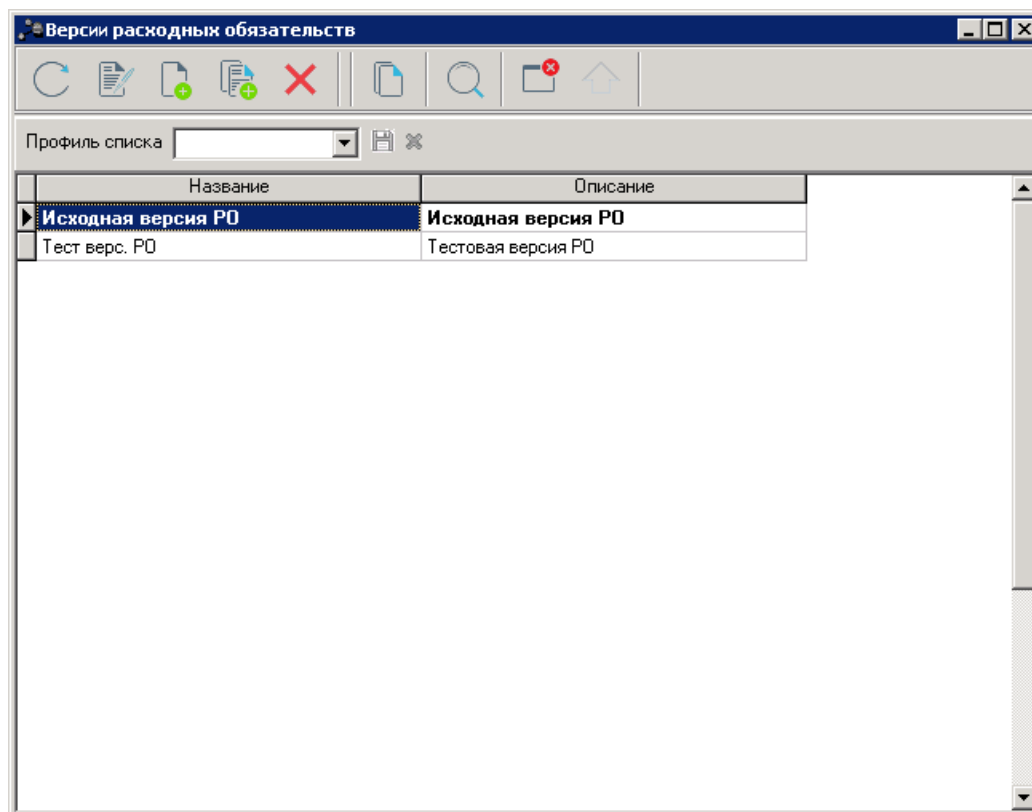 Версии расходных обязательств
Профиль списка
Название Описание
Исходная версия РО Исходная версия РО
Тест верс. РО Тестовая версия РО